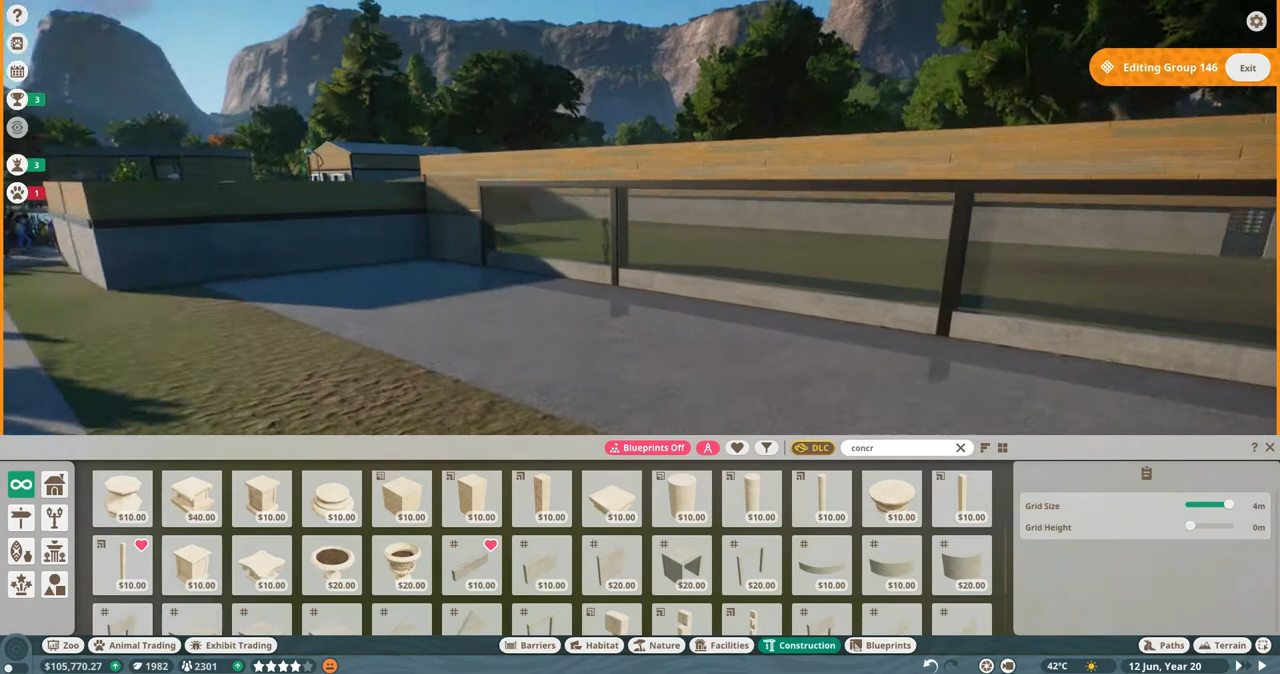 ?
3
3
1
Editing Group 146
Exit
Blueprints Off
DLC
concr
?
$10.00 $40.00 $10.00 $10.00 $10.00 $10.00 $10.00 $10.00 $10.00 $10.00 $10.00 $10.00 $10.00
$10.00 $10.00 $10.00 $20.00 $20.00 $10.00 $10.00 $20.00 $20.00 $20.00 $10.00 $10.00 $20.00
Grid Size 4m
Grid Height 0m
Zoo Animal Trading Exhibit Trading Barriers Habitat Nature Facilities Construction Blueprints Paths Terrain
$105,770.27 1982 2301 42°C 12 Jun, Year 20